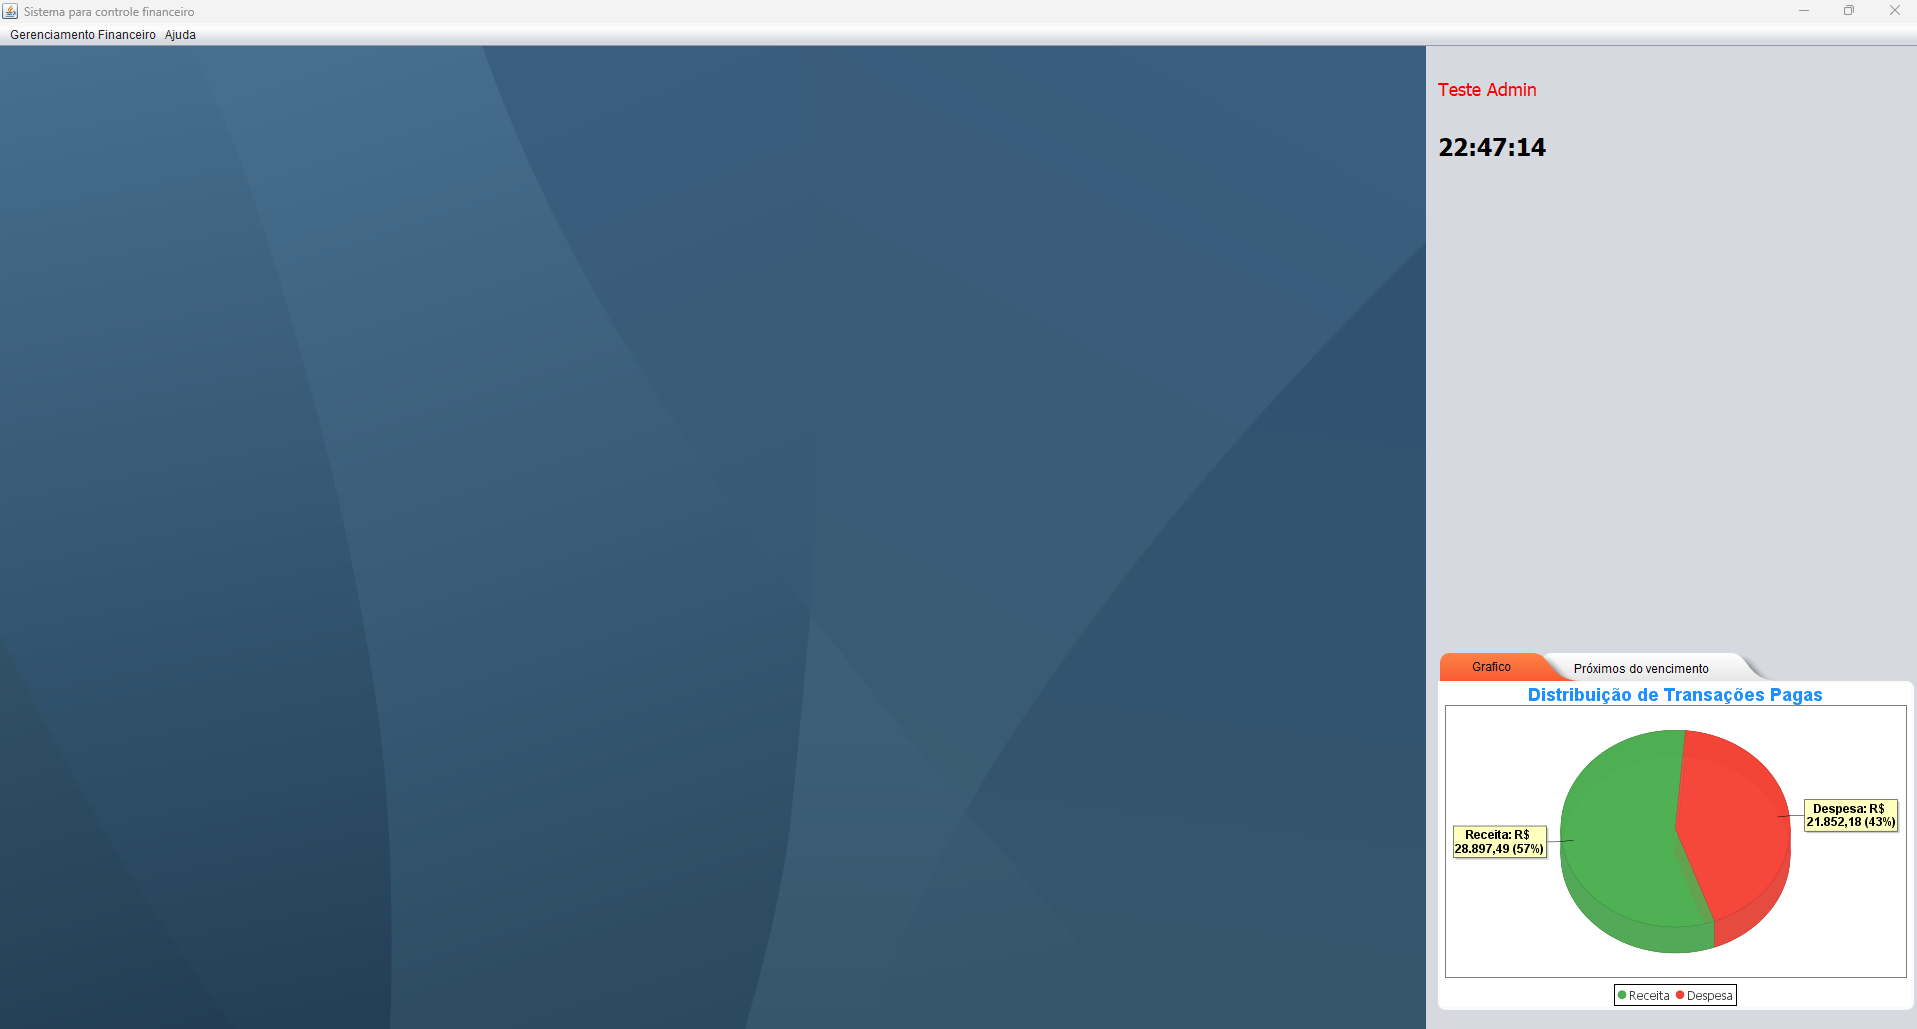 Sistema para controle financeiro
Gerenciamento Financeiro Ajuda
Teste Admin
22:47:14
Grafico
Próximos do vencimento
Distribuição de Transações Pagas
Despesa: R$
21.852,18 (43%)
Receita: R$
28.897,49 (57%)
Receita Despesa